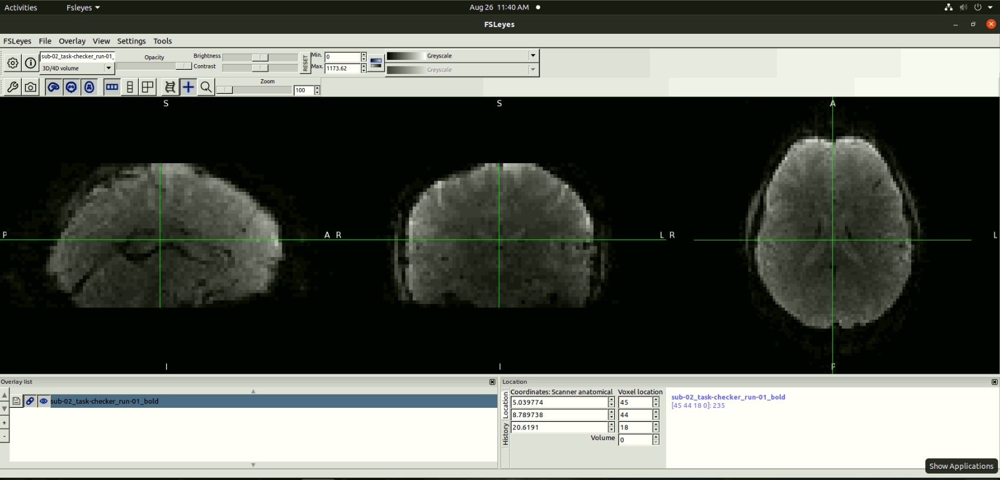 Activities Fsleyes Aug 26 11:40 AM
FSLeyes
FSLeyes File Overlay View Settings Tools
sub-02_task-checker_run-01_ Opacity Brightness RESET Min. 0 Greyscale
3D/4D volume Contrast Max. 1173.62 Greyscale
Zoom
100
S S A
P A R L R L
I I P
Overlay list
sub-02_task-checker_run-01_bold
+
-
Location
Location
History
Coordinates: Scanner anatomical Voxel location
5.039774 45
8.789738 44
20.6191 18
Volume 0
sub-02_task-checker_run-01_bold
[45 44 18 0]: 235
Show Applications